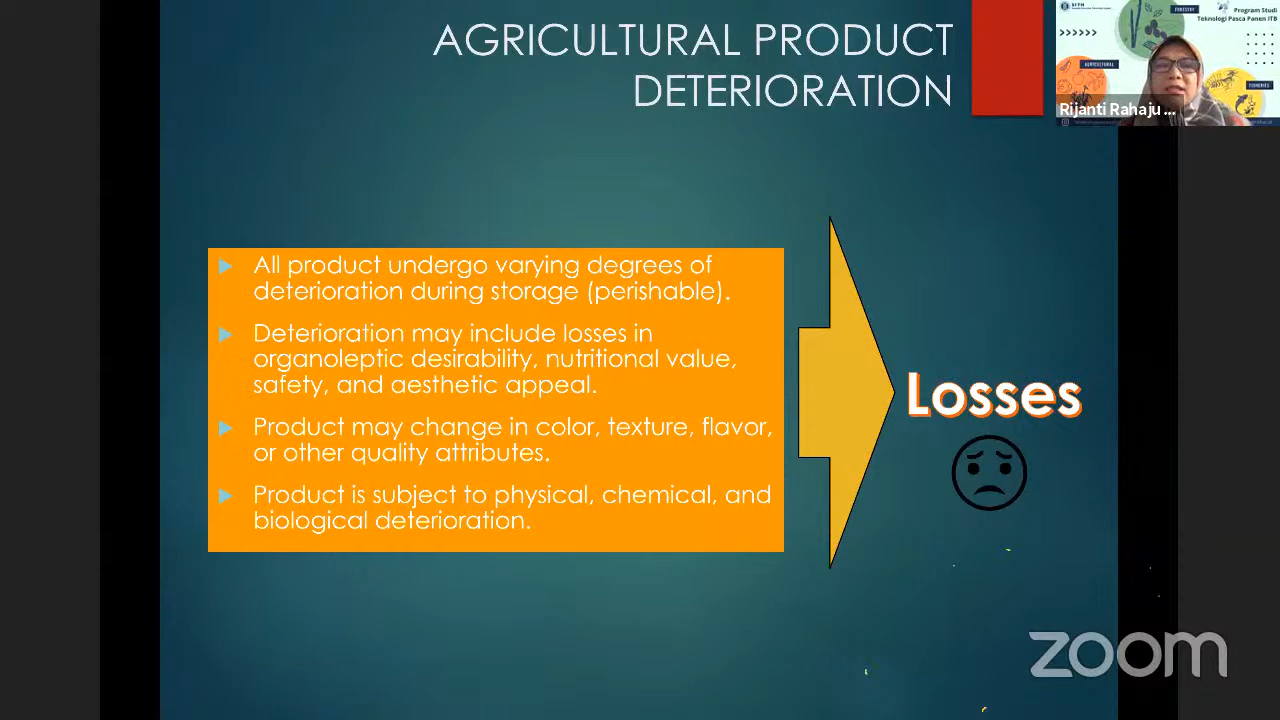 AGRICULTURAL PRODUCT
DETERIORATION
All product undergo varying degrees of
deterioration during storage (perishable).
Deterioration may include losses in
organoleptic desirability, nutritional value,
safety, and aesthetic appeal.
Product may change in color, texture, flavor,
or other quality attributes.
Product is subject to physical, chemical, and
biological deterioration.
Losses
Program Studi
Teknologi Pasca Panen ITB
FORESTRY
AGRICULTURAL
FISHERIES
Rijanti Rahaju ...
zoom